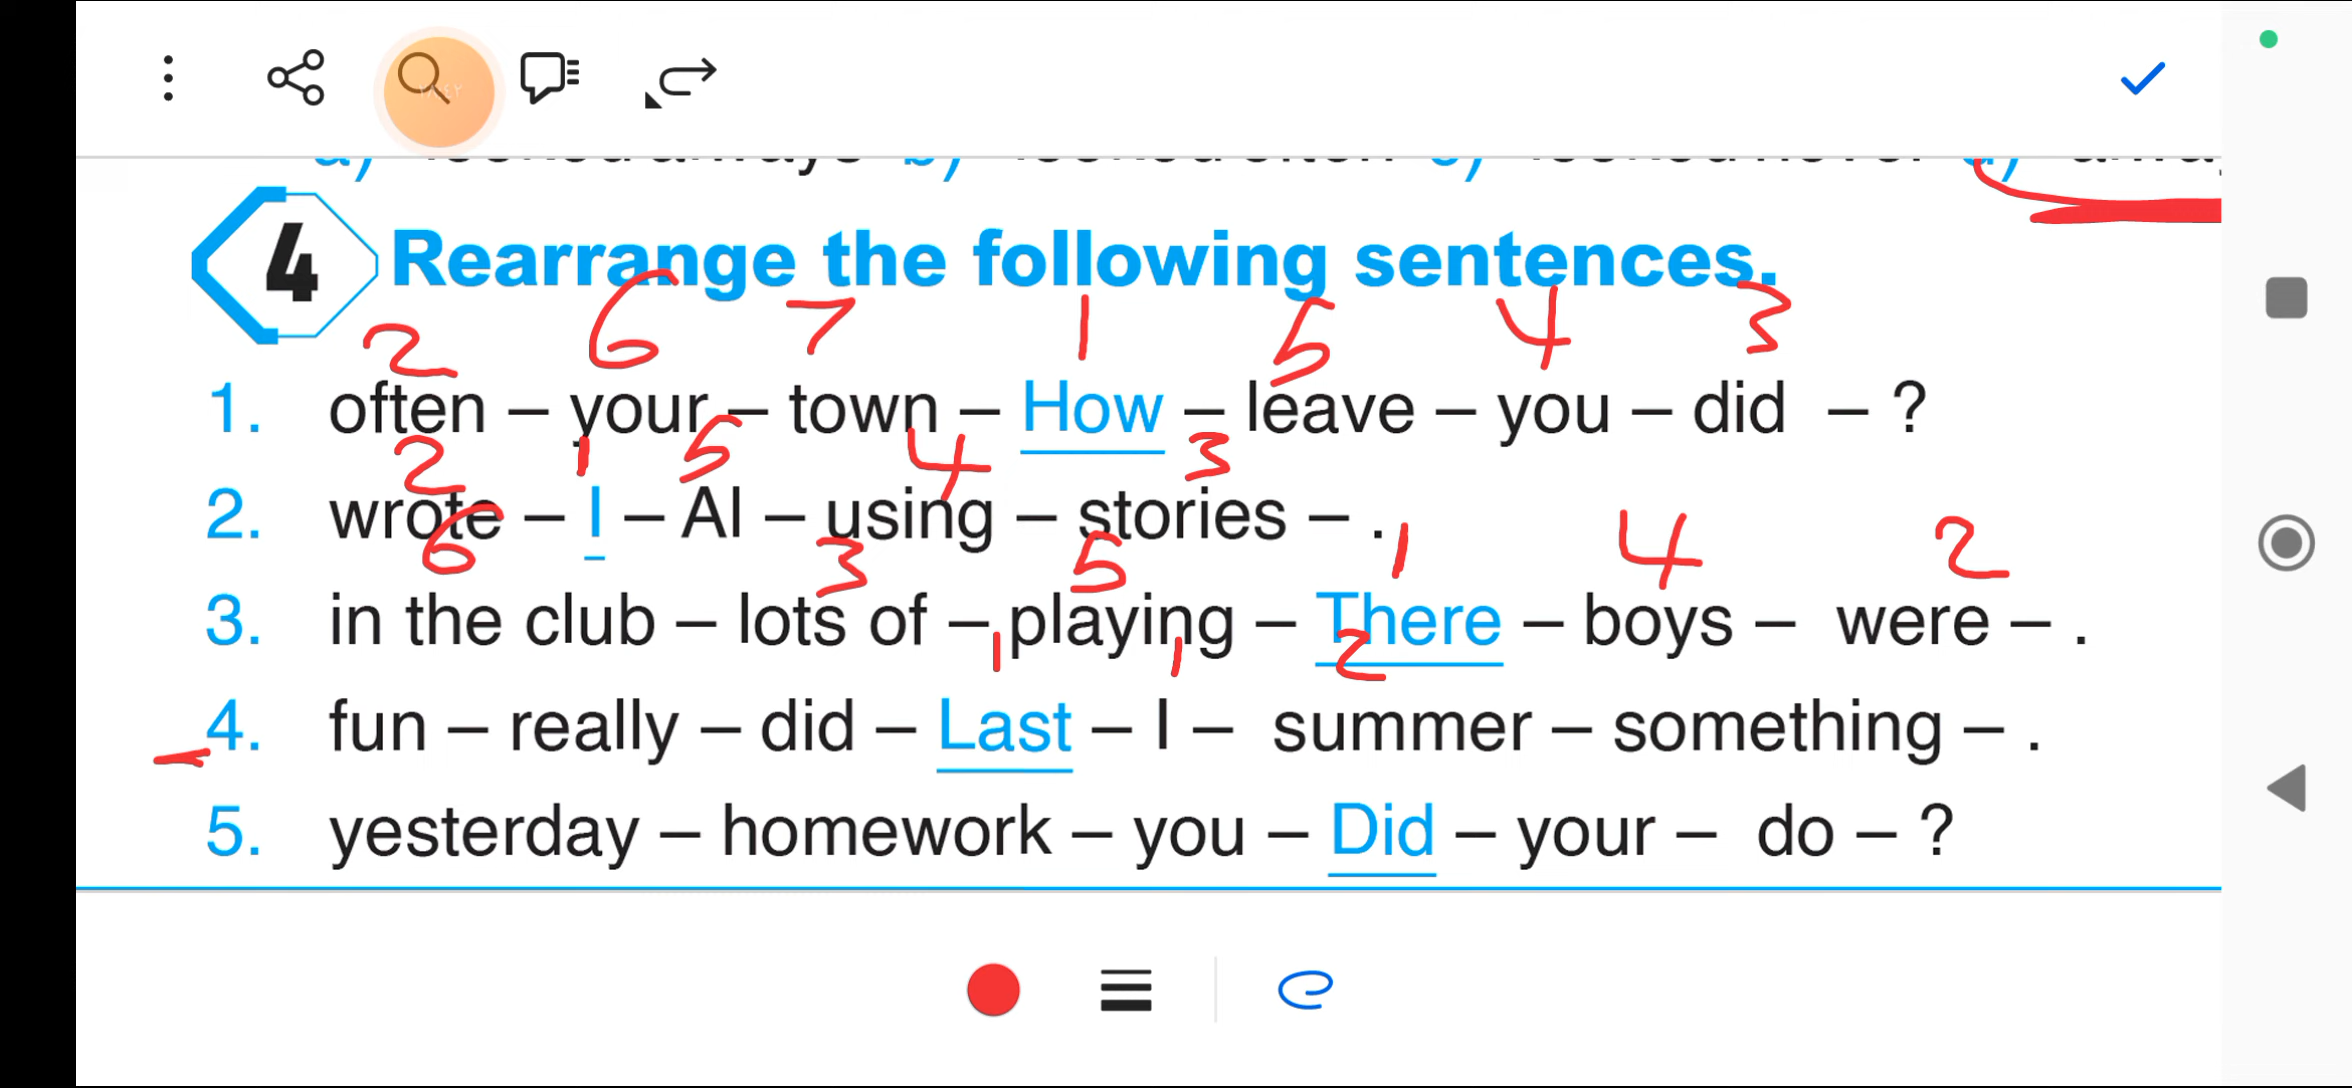 4 Rearrange the following sentences.
2 6 7 1 5 4 3
1. often – your – town – How – leave – you – did – ?
2 1 5 4 3
2. wrote – I – AI – using – stories – .
6 3 5 1 4 2
3. in the club – lots of – playing – There – boys – were – .
1 1 2
4. fun – really – did – Last – I – summer – something – .
5. yesterday – homework – you – Did – your – do – ?